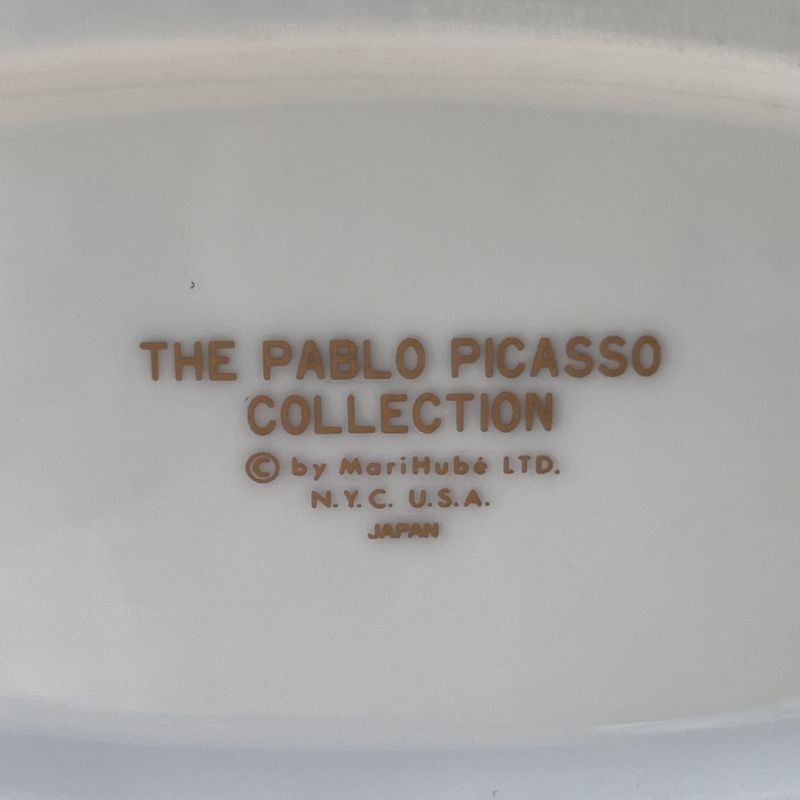 THE PABLO PICASSO
COLLECTION
© by MariHubé LTD.
N.Y.C. U.S.A.
JAPAN